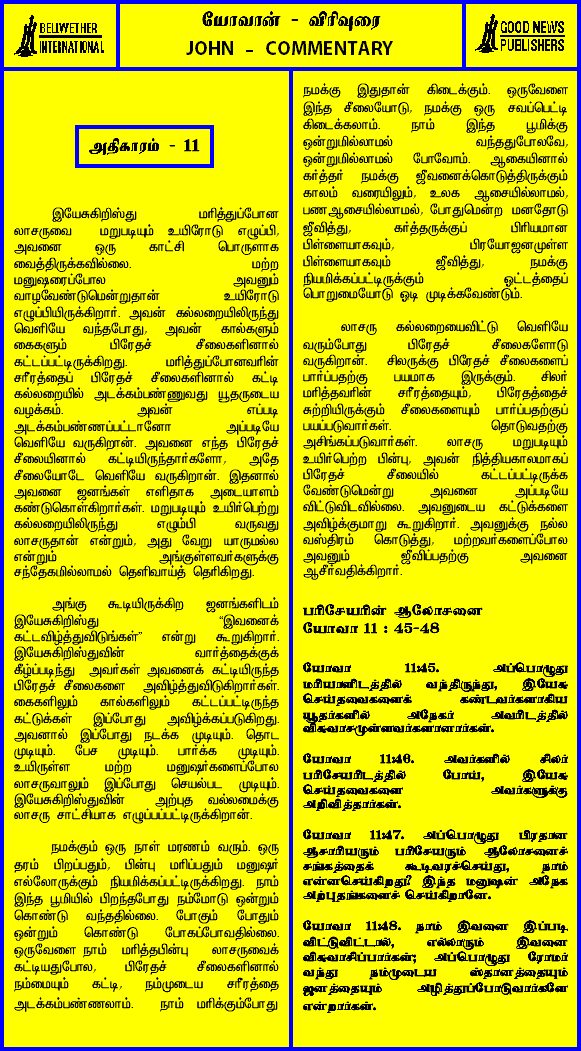 BELWETHER
INTERNATIONAL
யோவான் - விரிவுரை
JOHN - COMMENTARY
GOOD NEWS
PUBLISHERS
அதிகாரம் - 11
இயேசுகிறிஸ்து மரித்துப்போன
லாசருவை மறுபடியும் உயிரோடு எழுப்பி,
அவனை ஒரு காட்சி பொருளாக
வைத்திருக்கவில்லை. மற்ற
மனுஷரைப்போல அவனும்
வாழவேண்டுமென்றுதான் உயிரோடு
எழுப்பியிருக்கிறார். அவன் கல்லறையிலிருந்து
வெளியே வந்தபோது, அவன் கால்களும்
கைகளும் பிரேதச் சீலைகளினால்
கட்டப்பட்டிருக்கிறது. மரித்துப்போனவரின்
சரீரத்தைப் பிரேதச் சீலைகளினால் கட்டி
கல்லறையில் அடக்கம்பண்ணுவது யூதருடைய
வழக்கம். அவன் எப்படி
அடக்கம்பண்ணப்பட்டானோ அப்படியே
வெளியே வருகிறான். அவனை எந்த பிரேதச்
சீலையினால் கட்டியிருந்தார்களோ, அதே
சீலையோடே வெளியே வருகிறான். இதனால்
அவனை ஜனங்கள் எளிதாக அடையாளம்
கண்டுகொள்கிறார்கள். மறுபடியும் உயிர்பெற்று
கல்லறையிலிருந்து எழும்பி வருவது
லாசருதான் என்றும், அது வேறு யாருமல்ல
என்றும் அங்குள்ளவர்களுக்கு
சந்தேகமில்லாமல் தெளிவாய்த் தெரிகிறது.
அங்கு கூடியிருக்கிற ஜனங்களிடம்
இயேசுகிறிஸ்து “இவனைக்
கட்டவிழ்த்துவிடுங்கள்” என்று கூறுகிறார்.
இயேசுகிறிஸ்துவின் வார்த்தைக்குக்
கீழ்ப்படிந்து அவர்கள் அவனைக் கட்டியிருந்த
பிரேதச் சீலைகளை அவிழ்த்துவிடுகிறார்கள்.
கைகளிலும் கால்களிலும் கட்டப்பட்டிருந்த
கட்டுக்கள் இப்போது அவிழ்க்கப்படுகிறது.
அவனால் இப்போது நடக்க முடியும். தொட
முடியும். பேச முடியும். பார்க்க முடியும்.
உயிருள்ள மற்ற மனுஷர்களைப்போல
லாசருவாலும் இப்போது செயல்பட முடியும்.
இயேசுகிறிஸ்துவின் அற்புத வல்லமைக்கு
லாசரு சாட்சியாக எழுப்பப்பட்டிருக்கிறான்.
நமக்கும் ஒரு நாள் மரணம் வரும். ஒரு
தரம் பிறப்பதும், பின்பு மரிப்பதும் மனுஷர்
எல்லோருக்கும் நியமிக்கப்பட்டிருக்கிறது. நாம்
இந்த பூமியில் பிறந்தபோது நம்மோடு ஒன்றும்
கொண்டு வந்ததில்லை. போகும் போதும்
ஒன்றும் கொண்டு போகப்போவதில்லை.
ஒருவேளை நாம் மரித்தபின்பு லாசருவைக்
கட்டியதுபோல, பிரேதச் சீலைகளினால்
நம்மையும் கட்டி, நம்முடைய சரீரத்தை
அடக்கம்பண்ணலாம். நாம் மரிக்கும்போது
நமக்கு இதுதான் கிடைக்கும். ஒருவேளை
இந்த சீலையோடு, நமக்கு ஒரு சவப்பெட்டி
கிடைக்கலாம். நாம் இந்த பூமிக்கு
ஒன்றுமில்லாமல் வந்ததுபோலவே,
ஒன்றுமில்லாமல் போவோம். ஆகையினால்
கர்த்தர் நமக்கு ஜீவனைக்கொடுத்திருக்கும்
காலம் வரையிலும், உலக ஆசையில்லாமல்,
பணஆசையில்லாமல், போதுமென்ற மனதோடு
ஜீவித்து, கர்த்தருக்குப் பிரியமான
பிள்ளையாகவும், பிரயோஜனமுள்ள
பிள்ளையாகவும் ஜீவித்து, நமக்கு
நியமிக்கப்பட்டிருக்கும் ஓட்டத்தைப்
பொறுமையோடு ஓடி முடிக்கவேண்டும்.
லாசரு கல்லறையைவிட்டு வெளியே
வரும்போது பிரேதச் சீலைகளோடு
வருகிறான். சிலருக்கு பிரேதச் சீலைகளைப்
பார்ப்பதற்கு பயமாக இருக்கும். சிலர்
மரித்தவரின் சரீரத்தையும், பிரேதத்தைச்
சுற்றியிருக்கும் சீலைகளையும் பார்ப்பதற்குப்
பயப்படுவார்கள். தொடுவதற்கு
அசிங்கப்படுவார்கள். லாசரு மறுபடியும்
உயிர்பெற்ற பின்பு, அவன் நித்தியகாலமாகப்
பிரேதச் சீலையில் கட்டப்பட்டிருக்க
வேண்டுமென்று அவனை அப்படியே
விட்டுவிடவில்லை. அவனுடைய கட்டுக்களை
அவிழ்க்குமாறு கூறுகிறார். அவனுக்கு நல்ல
வஸ்திரம் கொடுத்து, மற்றவர்களைப்போல
அவனும் ஜீவிப்பதற்கு அவனை
ஆசீர்வதிக்கிறார்.
பரிசேயரின் ஆலோசனை
யோவா 11 : 45-48
யோவா 11:45. அப்பொழுது
மரியாளிடத்தில் வந்திருந்து, இயேசு
செய்தவைகளைக் கண்டவர்களாகிய
யூதர்களில் அநேகர் அவரிடத்தில்
விசுவாசமுள்ளவர்களானார்கள்.
யோவா 11:46. அவர்களில் சிலர்
பரிசேயரிடத்தில் போய், இயேசு
செய்தவைகளை அவர்களுக்கு
அறிவித்தார்கள்.
யோவா 11:47. அப்பொழுது பிரதான
ஆசாரியரும் பரிசேயரும் ஆலோசனைச்
சங்கத்தைக் கூடிவரச்செய்து, நாம்
என்னசெய்கிறது? இந்த மனுஷன் அநேக
அற்புதங்களைச் செய்கிறானே.
யோவா 11:48. நாம் இவனை இப்படி
விட்டுவிட்டால், எல்லாரும் இவனை
விசுவாசிப்பார்கள்; அப்பொழுது ரோமர்
வந்து நம்முடைய ஸ்தானத்தையும்
ஜனத்தையும் அழித்துப்போடுவார்களே
என்றார்கள்.